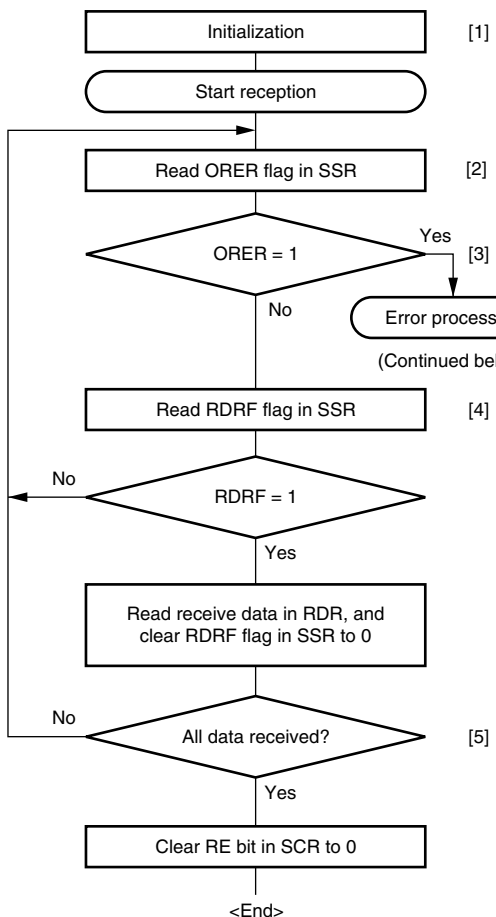 Initialization
[1]
Start reception
Read ORER flag in SSR
[2]
ORER = 1
Yes
[3]
No
Error process
(Continued bel
Read RDRF flag in SSR
[4]
No
RDRF = 1
Yes
Read receive data in RDR, and
clear RDRF flag in SSR to 0
No
All data received?
[5]
Yes
Clear RE bit in SCR to 0
<End>